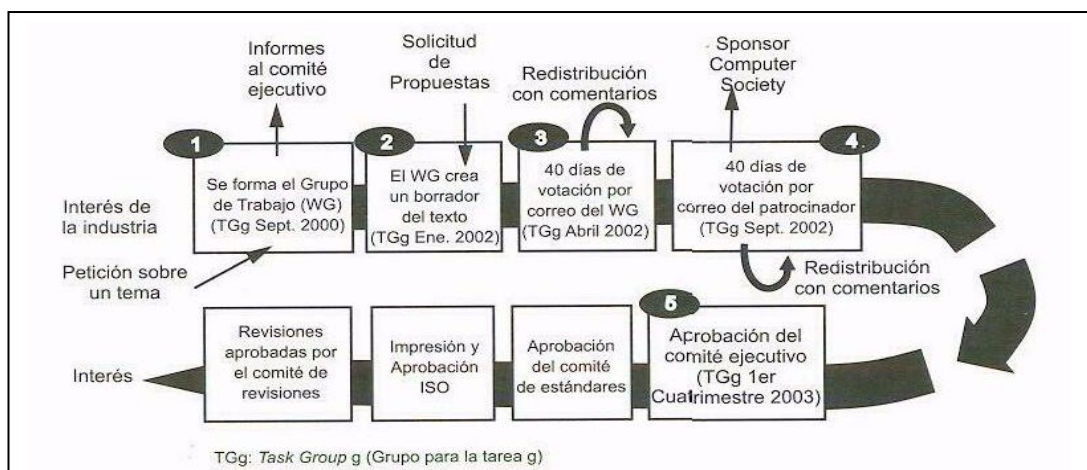 Informes
al comité
ejecutivo
Solicitud
de
Propuestas
Redistribución
con comentarios
Sponsor
Computer
Society
1
Se forma el Grupo
de Trabajo (WG)
(TGg Sept. 2000)
2
El WG crea
un borrador
del texto
(TGg Ene. 2002)
3
40 días de
votación por
correo del WG
(TGg Abril 2002)
4
40 días de
votación por
correo del patrocinador
(TGg Sept. 2002)
Interés de
la industria
Petición sobre
un tema
Redistribución
con comentarios
5
Aprobación del
comité ejecutivo
(TGg 1er
Cuatrimestre 2003)
Aprobación
del comité
de estándares
Impresión y
Aprobación
ISO
Revisiones
aprobadas por
el comité de
revisiones
Interés
TGg: Task Group g (Grupo para la tarea g)